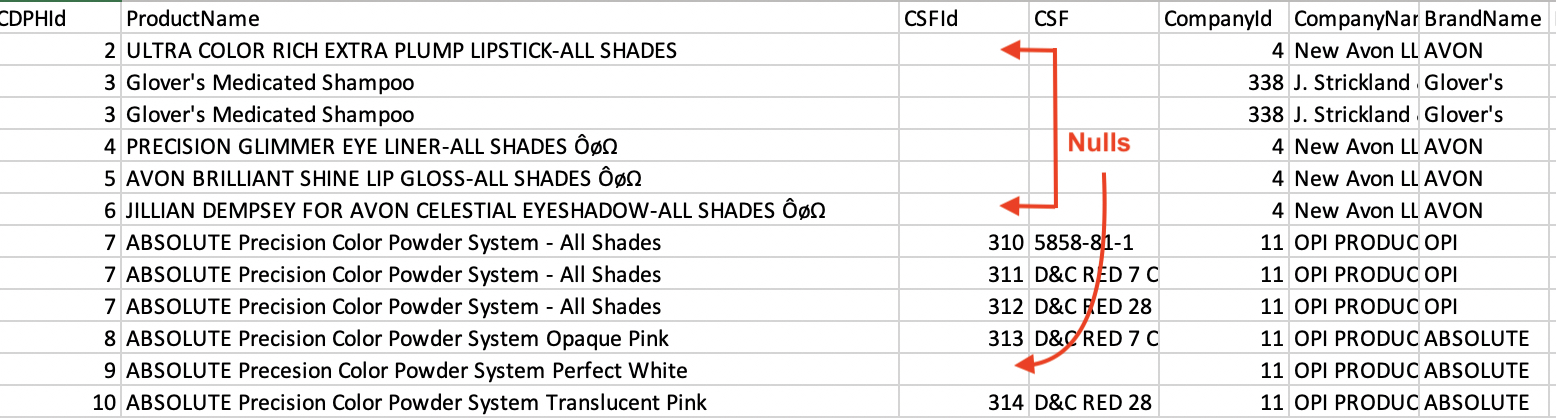 CDPHId ProductName CSFId CSF CompanyId CompanyNar BrandName
2 ULTRA COLOR RICH EXTRA PLUMP LIPSTICK-ALL SHADES 4 New Avon LL AVON
3 Glover's Medicated Shampoo 338 J. Strickland Glover's
3 Glover's Medicated Shampoo 338 J. Strickland Glover's
4 PRECISION GLIMMER EYE LINER-ALL SHADES ÔøΩ 4 New Avon LL AVON
Nulls
5 AVON BRILLIANT SHINE LIP GLOSS-ALL SHADES ÔøΩ 4 New Avon LL AVON
6 JILLIAN DEMPSEY FOR AVON CELESTIAL EYESHADOW-ALL SHADES ÔøΩ 4 New Avon LL AVON
7 ABSOLUTE Precision Color Powder System - All Shades 310 5858-81-1 11 OPI PRODUC OPI
7 ABSOLUTE Precision Color Powder System - All Shades 311 D&C RED 7 C 11 OPI PRODUC OPI
7 ABSOLUTE Precision Color Powder System - All Shades 312 D&C RED 28 11 OPI PRODUC OPI
8 ABSOLUTE Precision Color Powder System Opaque Pink 313 D&C RED 7 C 11 OPI PRODUC ABSOLUTE
9 ABSOLUTE Precesion Color Powder System Perfect White 11 OPI PRODUC ABSOLUTE
10 ABSOLUTE Precision Color Powder System Translucent Pink 314 D&C RED 28 11 OPI PRODUC ABSOLUTE